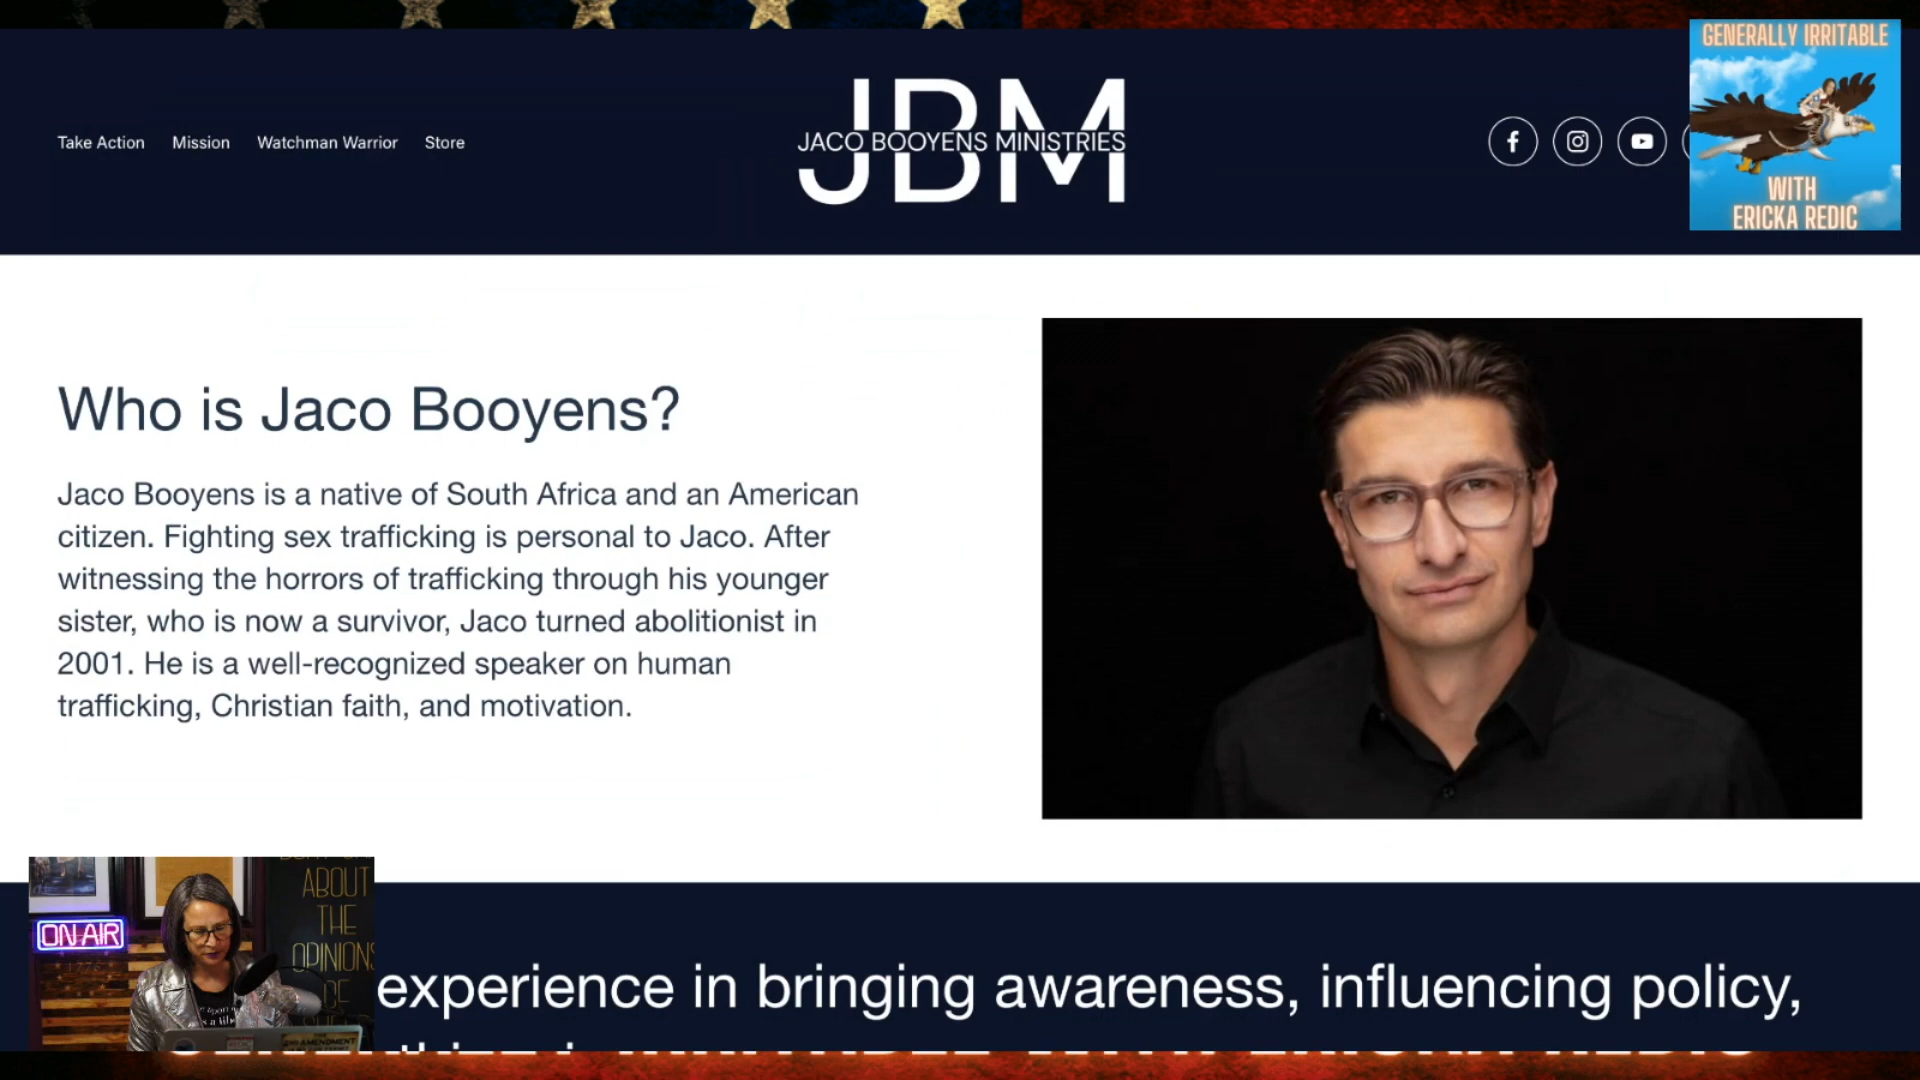 GENERALLY IRRITABLE
WITH
ERICKA REDIC
Take Action Mission Watchman Warrior Store
JBM
JACO BOOYENS MINISTRIES
Who is Jaco Booyens?
Jaco Booyens is a native of South Africa and an American
citizen. Fighting sex trafficking is personal to Jaco. After
witnessing the horrors of trafficking through his younger
sister, who is now a survivor, Jaco turned abolitionist in
2001. He is a well-recognized speaker on human
trafficking, Christian faith, and motivation.
ON AIR
ABOUT
THE
OPINIONS
OF
experience in bringing awareness, influencing policy,